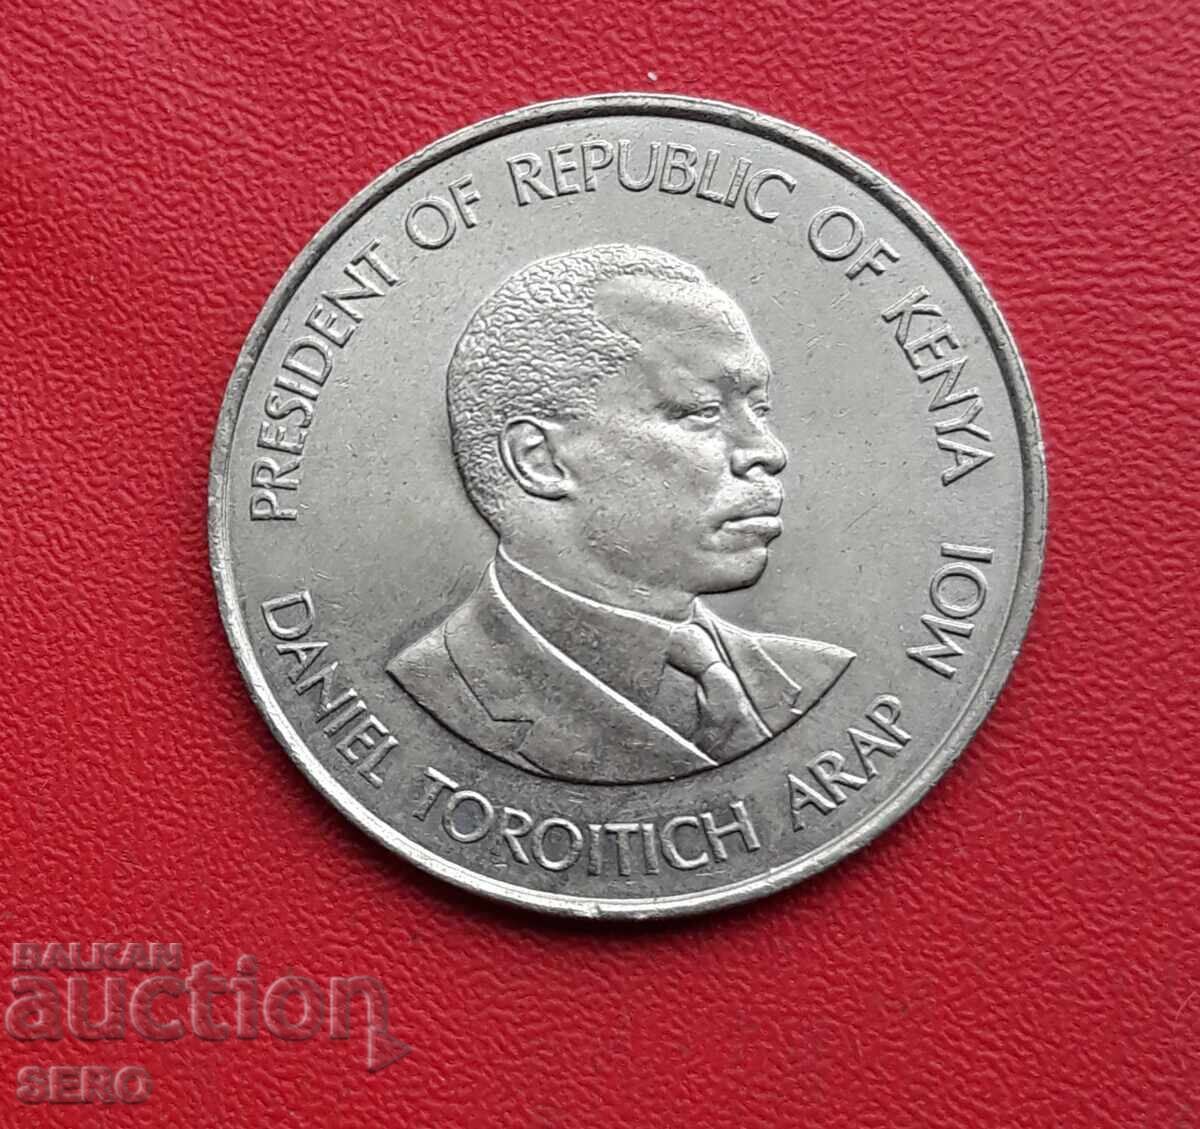 PRESIDENT OF REPUBLIC OF KENYA
DANIEL TOROITICH ARAP MOI
BALKAN
auction
SERO